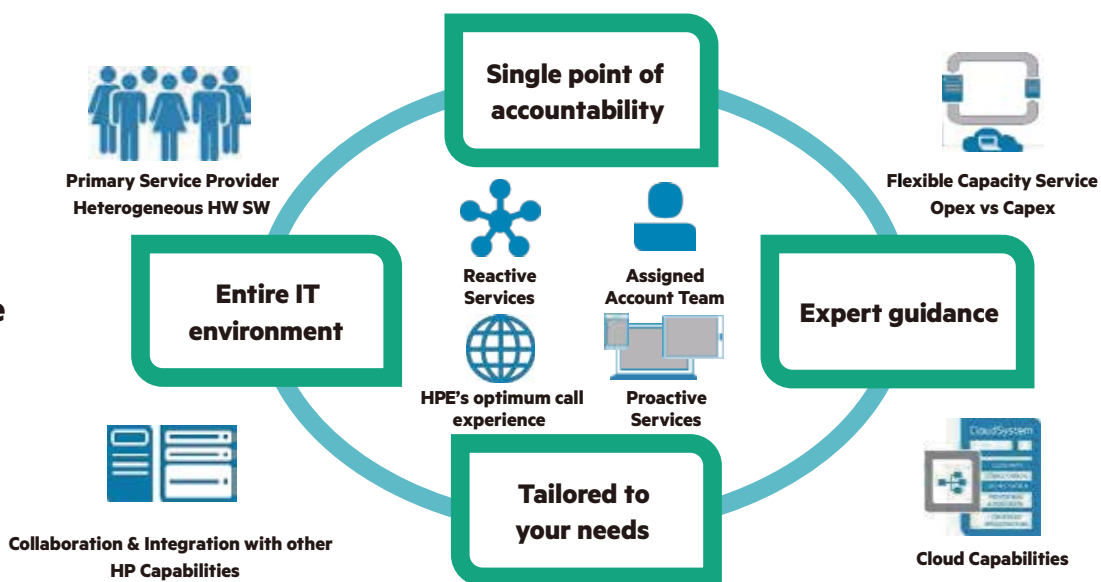 Single point of
accountability
Primary Service Provider
Heterogeneous HW SW
Flexible Capacity Service
Opex vs Capex
Reactive
Services
Assigned
Account Team
Entire IT
environment
Expert guidance
HPE’s optimum call
experience
Proactive
Services
CloudSystem
Tailored to
your needs
Collaboration & Integration with other
HP Capabilities
Cloud Capabilities